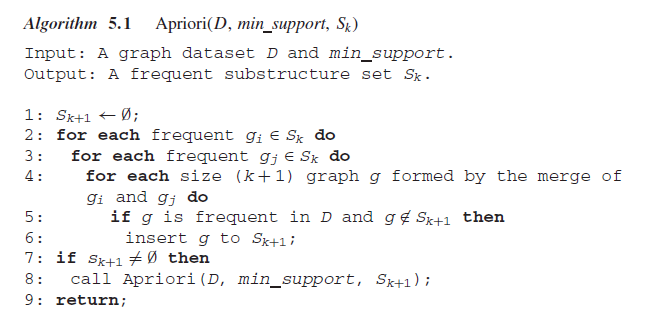 Algorithm 5.1 Apriori(D, min_support, Sk)
Input: A graph dataset D and min_support.
Output: A frequent substructure set Sk.
1: Sk+1 ← Ø;
2: for each frequent gi ∈ Sk do
3: for each frequent gj ∈ Sk do
4: for each size (k+1) graph g formed by the merge of
gi and gj do
5: if g is frequent in D and g ∉ Sk+1 then
6: insert g to Sk+1;
7: if Sk+1 ≠ Ø then
8: call Apriori(D, min_support, Sk+1);
9: return;